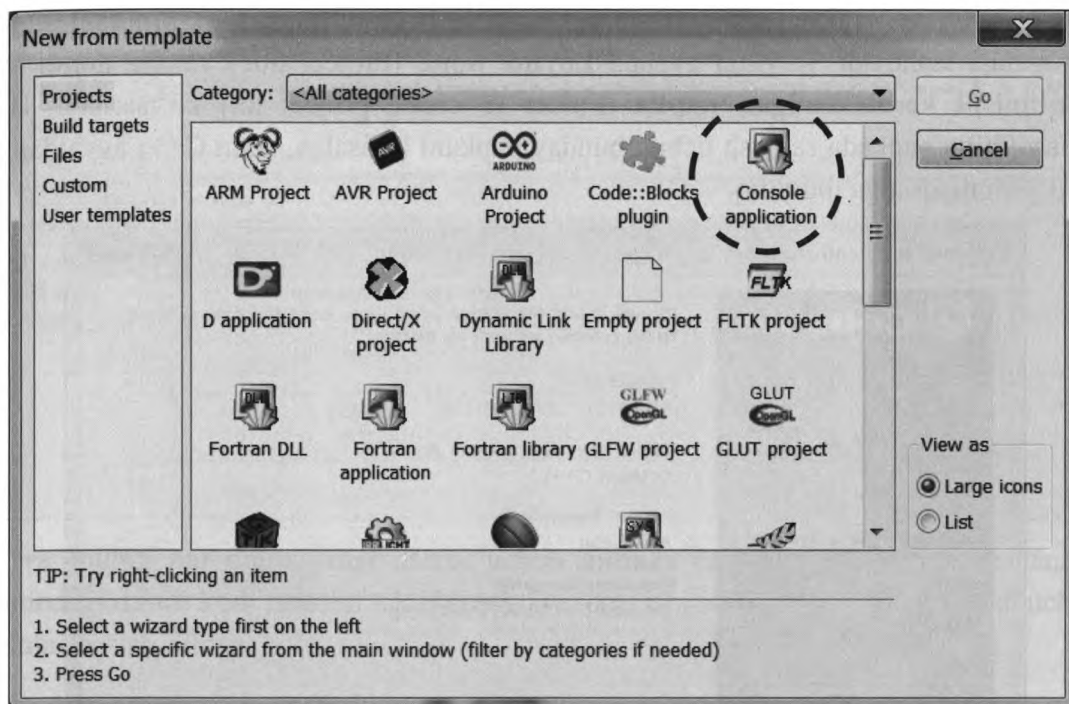 New from template
X
Projects
Build targets
Files
Custom
User templates
Category: <All categories>
Go
Cancel
ARM Project
AVR
AVR Project
ARDUINO
Arduino
Project
Code::Blocks
plugin
Console
application
D
D application
Direct/X
project
Dynamic Link
Library
Empty project
FLTK
FLTK project
DLL
Fortran DLL
Fortran
application
LIB
Fortran library
GLFW
OpenGL
GLFW project
GLUT
OpenGL
GLUT project
View as
Large icons
List
SYS
TIP: Try right-clicking an item
1. Select a wizard type first on the left
2. Select a specific wizard from the main window (filter by categories if needed)
3. Press Go